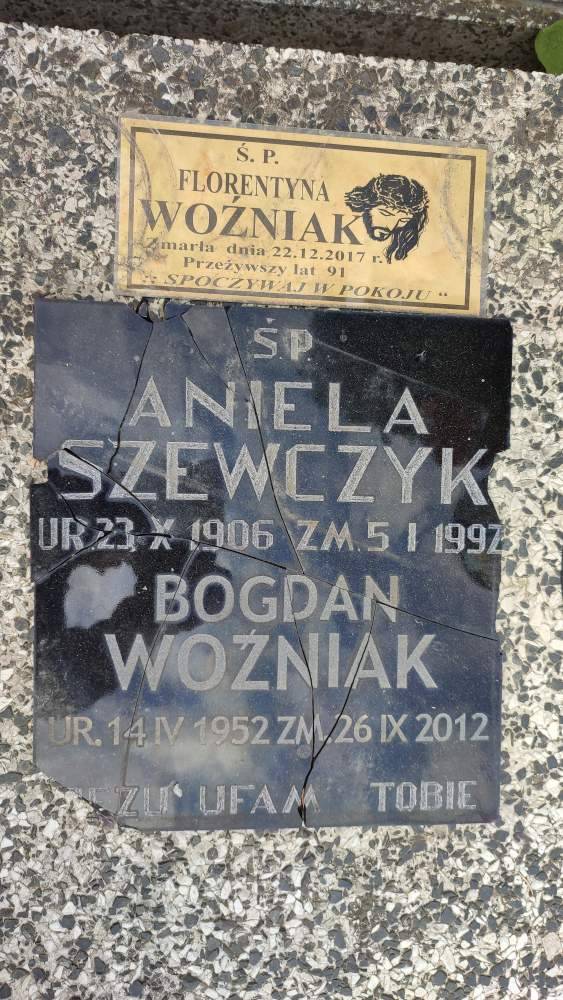 Ś. P.
FLORENTYNA
WOŹNIAK
Zmarła dnia 22.12.2017 r.
Przeżywszy lat 91
" SPOCZYWAJ W POKOJU "
ŚP
ANIELA
SZEWCZYK
UR.23 X 1906 ZM.5 I 1992
BOGDAN
WOŹNIAK
UR.14 IV 1952 ZM.26 IX 2012
UFAM TOBIE